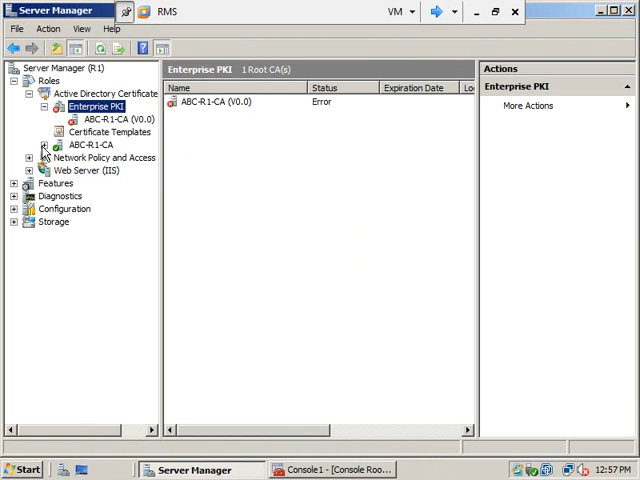 Server Manager
RMS
VM
File Action View Help
Server Manager (R1)
Roles
Active Directory Certificate
Enterprise PKI
ABC-R1-CA (V0.0)
Certificate Templates
ABC-R1-CA
Network Policy and Access
Web Server (IIS)
Features
Diagnostics
Configuration
Storage
Enterprise PKI 1 Root CA(s)
Name Status Expiration Date Loc
ABC-R1-CA (V0.0) Error
Actions
Enterprise PKI
More Actions
Start
Server Manager
Console1 - [Console Roo...
12:57 PM